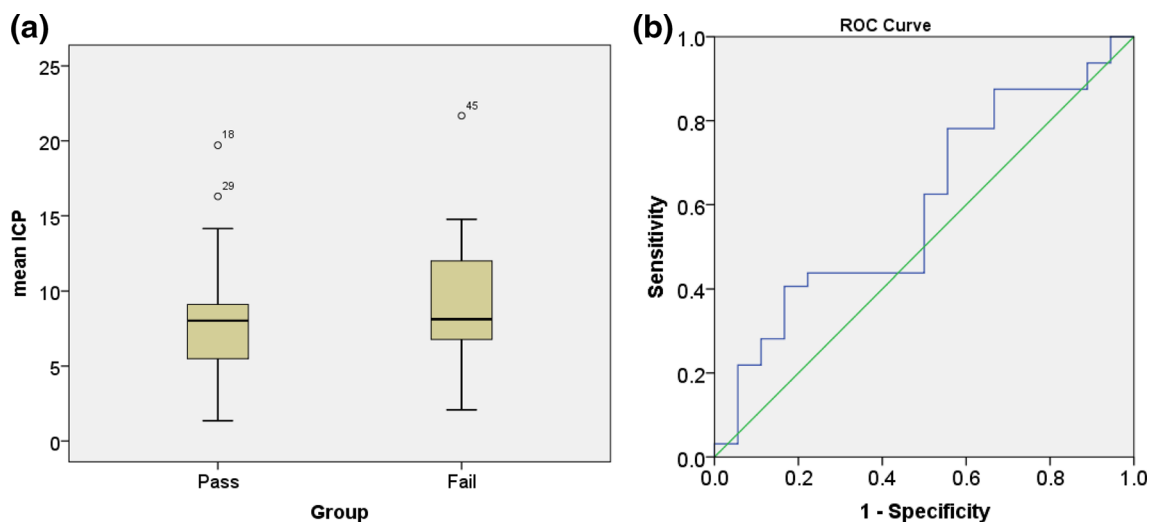 (a)
mean ICP
25
20
15
10
5
0
18
29
45
Pass
Fail
Group
(b)
ROC Curve
Sensitivity
1.0
0.8
0.6
0.4
0.2
0.0
0.0 0.2 0.4 0.6 0.8 1.0
1 - Specificity